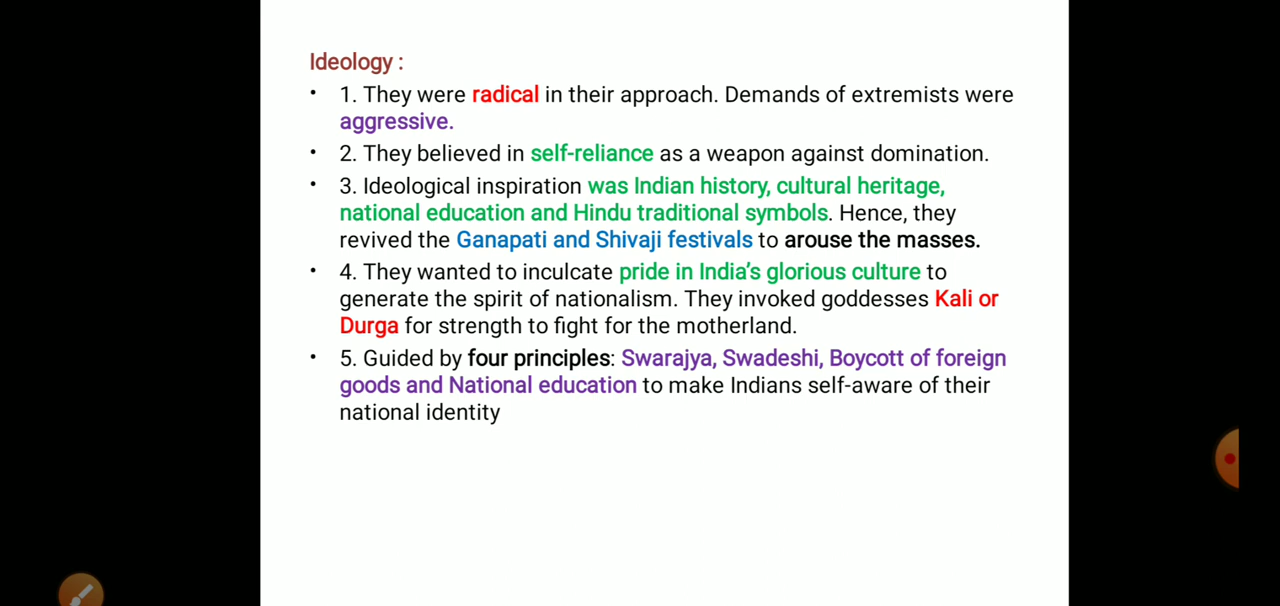 Ideology :
• 1. They were radical in their approach. Demands of extremists were
aggressive.
• 2. They believed in self-reliance as a weapon against domination.
• 3. Ideological inspiration was Indian history, cultural heritage,
national education and Hindu traditional symbols. Hence, they
revived the Ganapati and Shivaji festivals to arouse the masses.
• 4. They wanted to inculcate pride in India’s glorious culture to
generate the spirit of nationalism. They invoked goddesses Kali or
Durga for strength to fight for the motherland.
• 5. Guided by four principles: Swarajya, Swadeshi, Boycott of foreign
goods and National education to make Indians self-aware of their
national identity